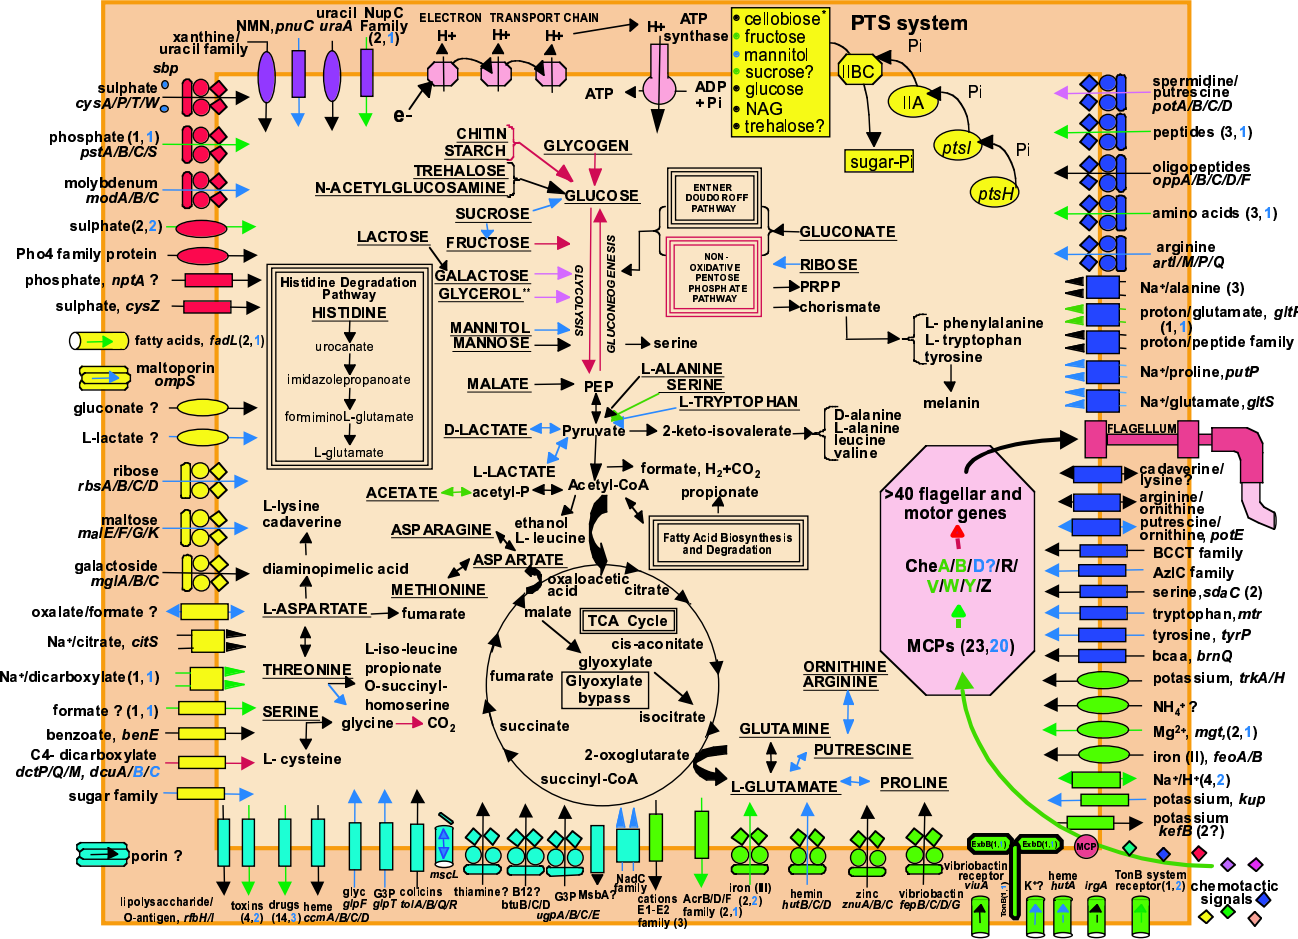 NMN, pnuC
uracil
uraA
NupC
Family
(2,1)
xanthine/
uracil family
sbp
sulphate
cysA/P/T/W
phosphate (1,1)
pstA/B/C/S
molybdenum
modA/B/C
sulphate(2,2)
Pho4 family protein
phosphate, nptA ?
sulphate, cysZ
fatty acids, fadL(2,1)
maltoporin
ompS
gluconate ?
L-lactate ?
ribose
rbsA/B/C/D
maltose
malE/F/G/K
galactoside
mglA/B/C
oxalate/formate ?
Na+/citrate, citS
Na+/dicarboxylate(1,1)
formate ? (1,1)
benzoate, benE
C4- dicarboxylate
dctP/Q/M, dcuA/B/C
sugar family
porin ?
ELECTRON TRANSPORT CHAIN
H+
H+
H+
H+
e-
ATP
synthase
ATP
ADP
+ Pi
cellobiose*
fructose
mannitol
sucrose?
glucose
NAG
trehalose?
PTS system
IIBC
Pi
IIA
Pi
ptsI
Pi
ptsH
sugar-Pi
CHITIN
STARCH
GLYCOGEN
TREHALOSE
N-ACETYLGLUCOSAMINE
GLUCOSE
SUCROSE
LACTOSE
FRUCTOSE
GALACTOSE
GLYCEROL**
MANNITOL
MANNOSE
MALATE
GLYCOLYSIS
GLUCONEOGENESIS
ENTNER
DOUDOROFF
PATHWAY
NON-
OXIDATIVE
PENTOSE
PHOSPHATE
PATHWAY
GLUCONATE
RIBOSE
PRPP
chorismate
L- phenylalanine
L- tryptophan
tyrosine
melanin
serine
PEP
L-ALANINE
SERINE
L-TRYPTOPHAN
D-LACTATE
Pyruvate
2-keto-isovalerate
D-alanine
L-alanine
leucine
valine
L-LACTATE
formate, H2+CO2
Acetyl-CoA
propionate
ACETATE
acetyl-P
ethanol
L- leucine
Fatty Acid Biosynthesis
and Degradation
Histidine Degradation
Pathway
HISTIDINE
urocanate
imidazolepropanoate
formiminoL-glutamate
L-glutamate
L-lysine
cadaverine
diaminopimelic acid
L-ASPARTATE
fumarate
THREONINE
L-iso-leucine
propionate
O-succinyl-
homoserine
SERINE
glycine
CO2
L- cysteine
ASPARAGINE
ASPARTATE
METHIONINE
oxaloacetic
acid
citrate
malate
TCA Cycle
cis-aconitate
glyoxylate
Glyoxylate
bypass
fumarate
isocitrate
succinate
2-oxoglutarate
succinyl-CoA
ORNITHINE
ARGININE
GLUTAMINE
PUTRESCINE
L-GLUTAMATE
PROLINE
>40 flagellar and
motor genes
CheA/B/D?/R/
V/W/Y/Z
MCPs (23,20)
spermidine/
putrescine
potA/B/C/D
peptides (3,1)
oligopeptides
oppA/B/C/D/F
amino acids (3,1)
arginine
artI/M/P/Q
Na+/alanine (3)
proton/glutamate, gltP
(1,1)
proton/peptide family
Na+/proline, putP
Na+/glutamate,gltS
FLAGELLUM
cadaverine/
lysine?
arginine/
ornithine
putrescine/
ornithine, potE
BCCT family
AzlC family
serine,sdaC (2)
tryptophan,mtr
tyrosine, tyrP
bcaa, brnQ
potassium, trkA/H
NH4+ ?
Mg2+, mgt,(2,1)
iron (II), feoA/B
Na+/H+(4,2)
potassium, kup
potassium
kefB (2?)
lipolysaccharide/
O-antigen, rfbH/I
toxins
(4,2)
drugs
(14,3)
heme
ccmA/B/C/D
glyc
glpF
G3P
glpT
colicins
tolA/B/Q/R
mscL
thiamine?
B12?
btuB/C/D
G3P
ugpA/B/C/E
MsbA?
NadC
family
cations
E1-E2
family (3)
AcrB/D/F
family (2,1)
iron (III)
(2,2)
hemin
hutB/C/D
zinc
znuA/B/C
vibriobactin
fepB/C/D/G
ExbB(1,1)
ExbD(1,1)
MCP
vibriobactin
receptor
viuA
K+?
heme
hutA
irgA
TonB system
receptor(1,2)
chemotactic
signals